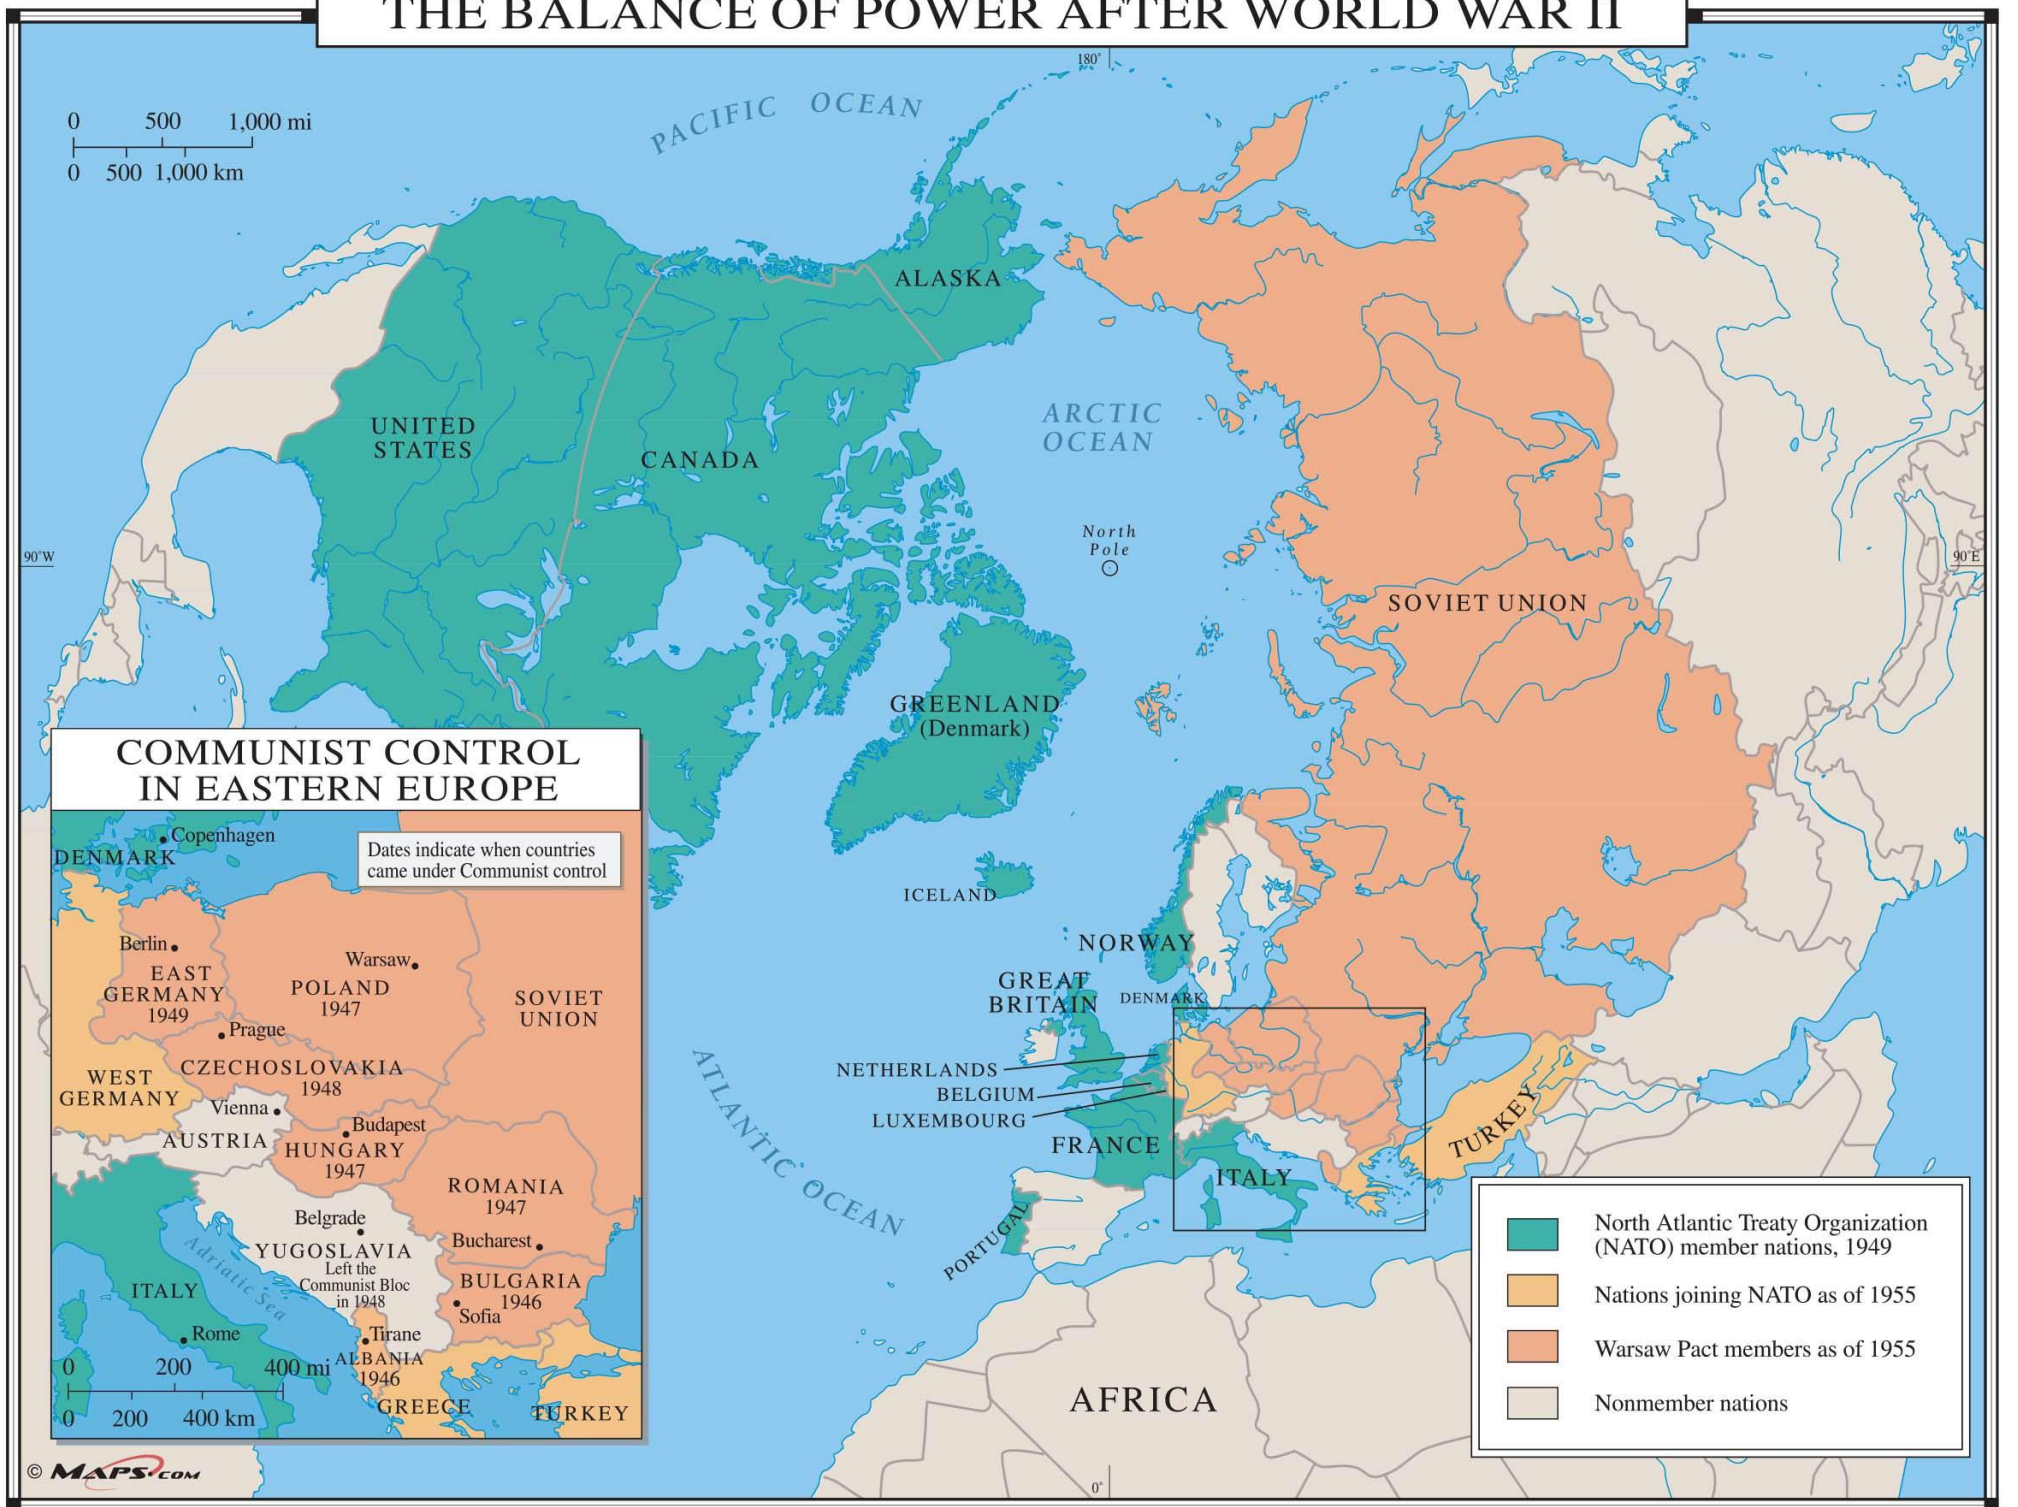 THE BALANCE OF POWER AFTER WORLD WAR II
180°
PACIFIC OCEAN
0 500 1,000 mi
0 500 1,000 km
ALASKA
UNITED
STATES
CANADA
ARCTIC
OCEAN
North
Pole
90°W
90°E
SOVIET UNION
GREENLAND
(Denmark)
ICELAND
NORWAY
GREAT
BRITAIN
DENMARK
NETHERLANDS
BELGIUM
LUXEMBOURG
FRANCE
ITALY
TURKEY
PORTUGAL
ATLANTIC OCEAN
AFRICA
0°
COMMUNIST CONTROL
IN EASTERN EUROPE
Dates indicate when countries
came under Communist control
Copenhagen
DENMARK
Berlin
EAST
GERMANY
1949
Warsaw
POLAND
1947
SOVIET
UNION
Prague
CZECHOSLOVAKIA
1948
WEST
GERMANY
Vienna
AUSTRIA
Budapest
HUNGARY
1947
ROMANIA
1947
Bucharest
Belgrade
YUGOSLAVIA
Left the
Communist Bloc
in 1948
BULGARIA
1946
Sofia
Adriatic Sea
ITALY
Rome
Tirane
ALBANIA
1946
GREECE
TURKEY
0 200 400 mi
0 200 400 km
North Atlantic Treaty Organization
(NATO) member nations, 1949
Nations joining NATO as of 1955
Warsaw Pact members as of 1955
Nonmember nations
© MAPS.COM